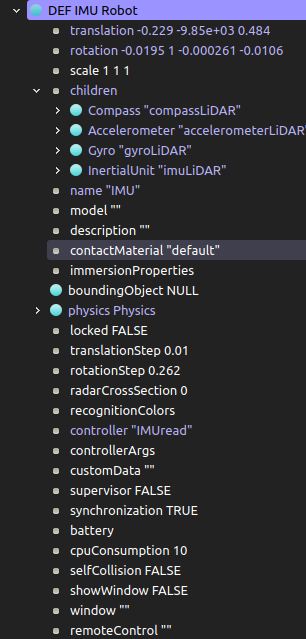 DEF IMU Robot
translation -0.229 -9.85e+03 0.484
rotation -0.0195 1 -0.000261 -0.0106
scale 1 1 1
children
Compass "compassLiDAR"
Accelerometer "accelerometerLiDAR"
Gyro "gyroLiDAR"
InertialUnit "imuLiDAR"
name "IMU"
model ""
description ""
contactMaterial "default"
immersionProperties
boundingObject NULL
physics Physics
locked FALSE
translationStep 0.01
rotationStep 0.262
radarCrossSection 0
recognitionColors
controller "IMUread"
controllerArgs
customData ""
supervisor FALSE
synchronization TRUE
battery
cpuConsumption 10
selfCollision FALSE
showWindow FALSE
window ""
remoteControl ""